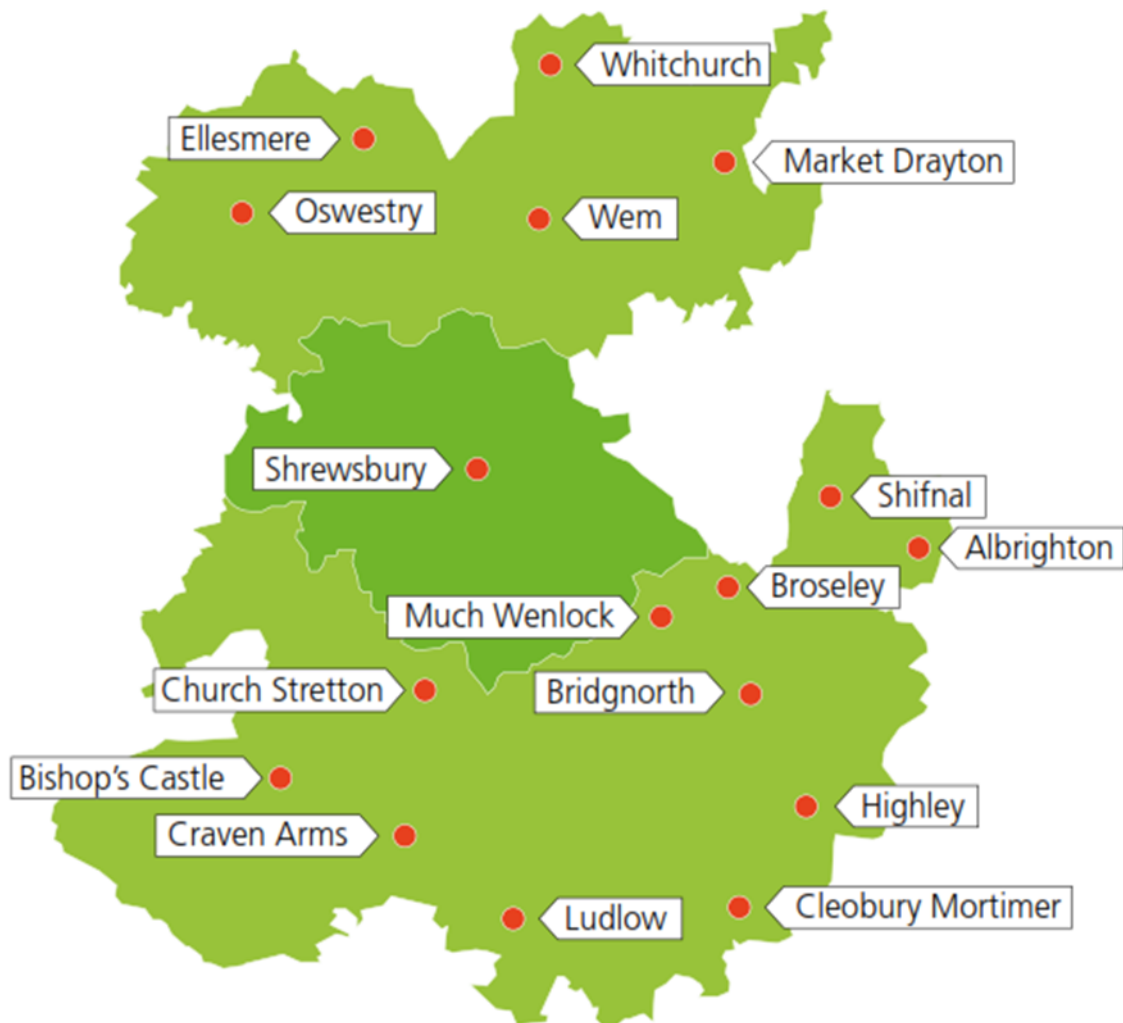 Whitchurch
Ellesmere
Market Drayton
Oswestry
Wem
Shrewsbury
Shifnal
Albrighton
Broseley
Much Wenlock
Church Stretton
Bridgnorth
Bishop's Castle
Highley
Craven Arms
Cleobury Mortimer
Ludlow